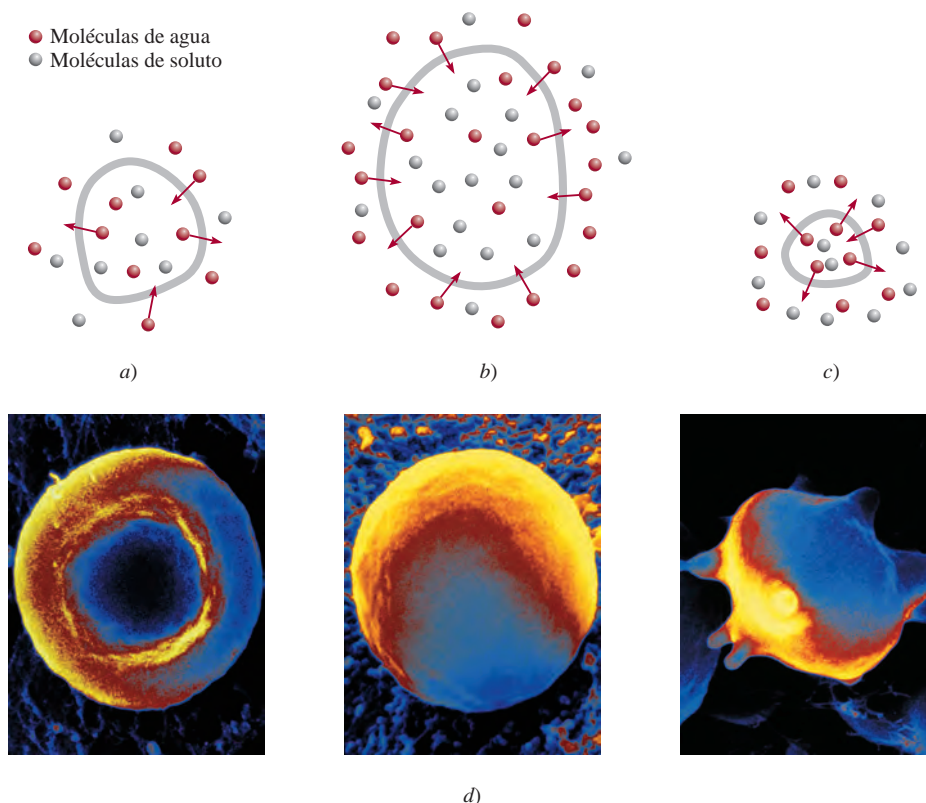 Moléculas de agua
Moléculas de soluto
a)
b)
c)
d)